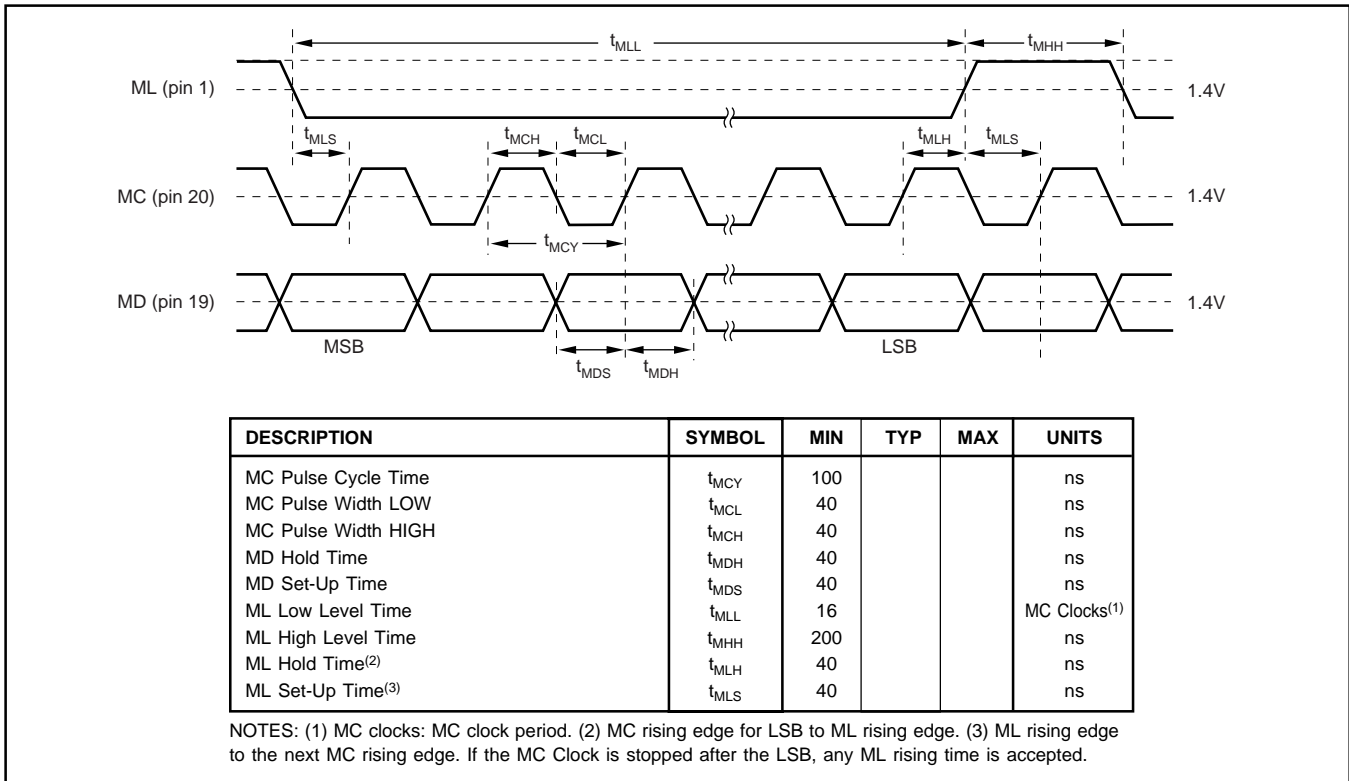 tMLL tMHH
ML (pin 1) 1.4V
tMLS tMCH tMCL tMLH tMLS
MC (pin 20) 1.4V
tMCY
MD (pin 19) 1.4V
MSB LSB
tMDS tMDH
DESCRIPTION SYMBOL MIN TYP MAX UNITS
MC Pulse Cycle Time tMCY 100 ns
MC Pulse Width LOW tMCL 40 ns
MC Pulse Width HIGH tMCH 40 ns
MD Hold Time tMDH 40 ns
MD Set-Up Time tMDS 40 ns
ML Low Level Time tMLL 16 MC Clocks(1)
ML High Level Time tMHH 200 ns
ML Hold Time(2) tMLH 40 ns
ML Set-Up Time(3) tMLS 40 ns
NOTES: (1) MC clocks: MC clock period. (2) MC rising edge for LSB to ML rising edge. (3) ML rising edge
to the next MC rising edge. If the MC Clock is stopped after the LSB, any ML rising time is accepted.